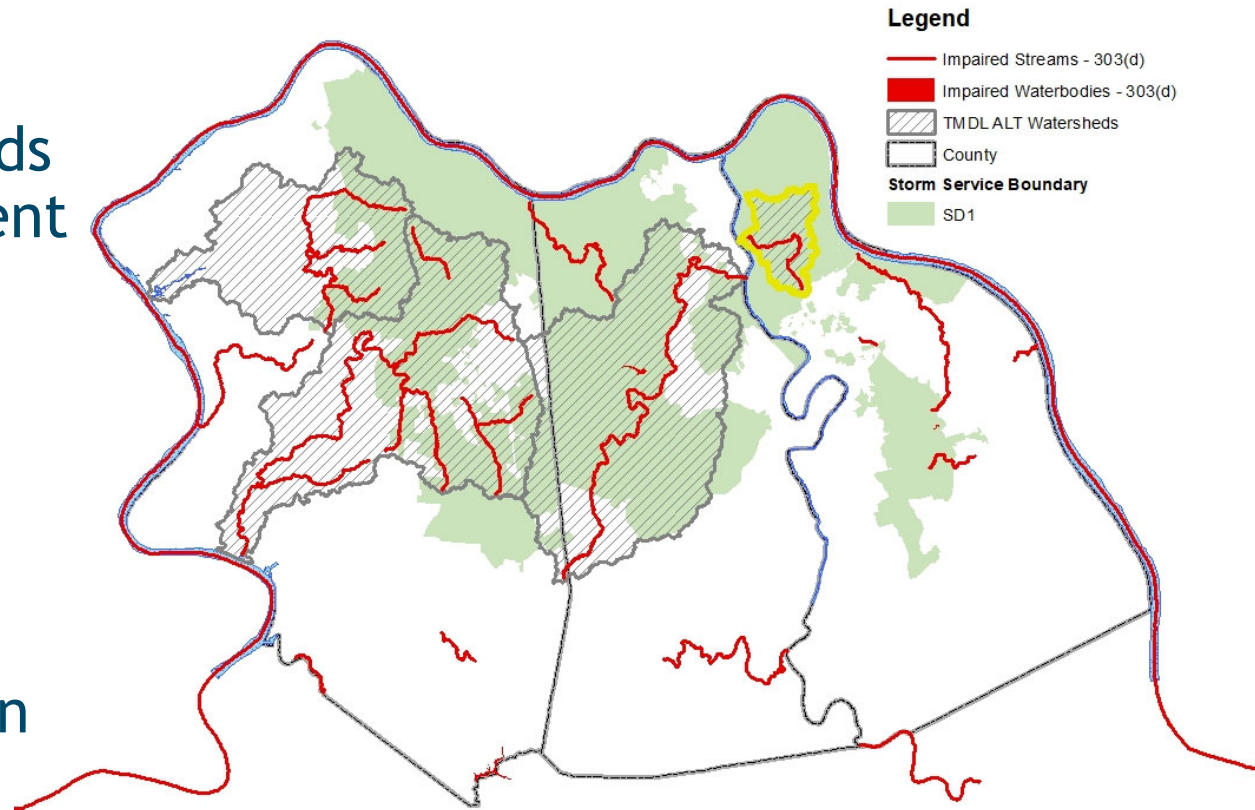 ds
ent
n
Legend
Impaired Streams - 303(d)
Impaired Waterbodies - 303(d)
TMDL ALT Watersheds
County
Storm Service Boundary
SD1